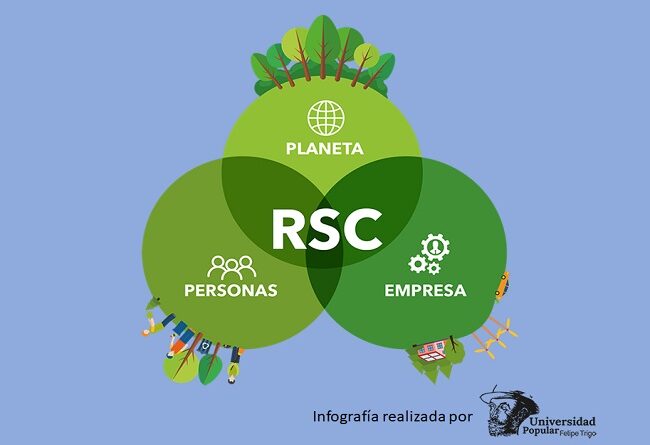 PLANETA
RSC
PERSONAS
EMPRESA
Infografía realizada por
Universidad
Popular Felipe Trigo